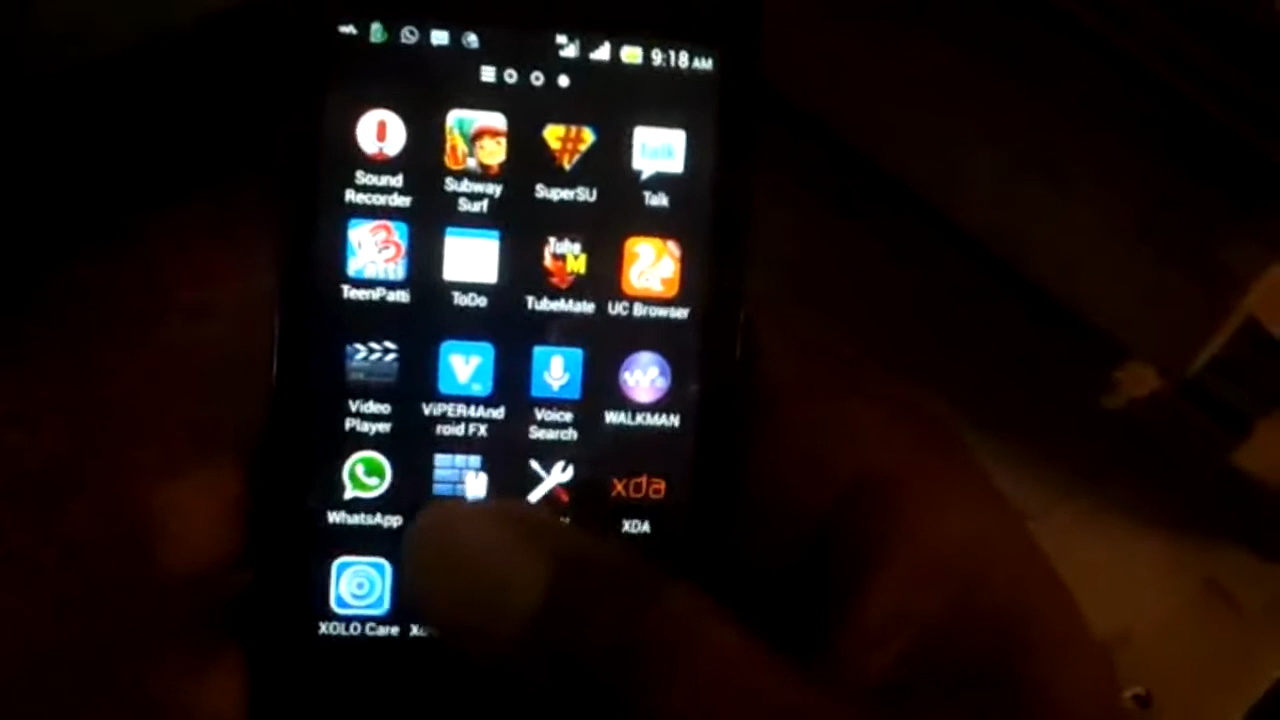 9:18 AM
Sound
Recorder
Subway
Surf
SuperSU
Talk
talk
TeenPatti
ToDo
Tube
M
TubeMate
UC Browser
Video
Player
V
ViPER4And
roid FX
Voice
Search
WALKMAN
WhatsApp
xda
XDA
XOLO Care